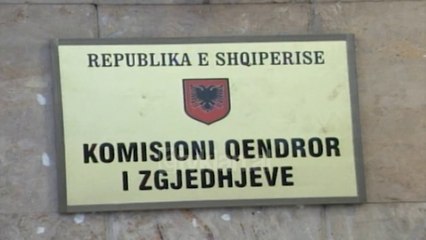 REPUBLIKA E SHQIPERISE
KOMISIONI QENDROR
I ZGJEDHJEVE